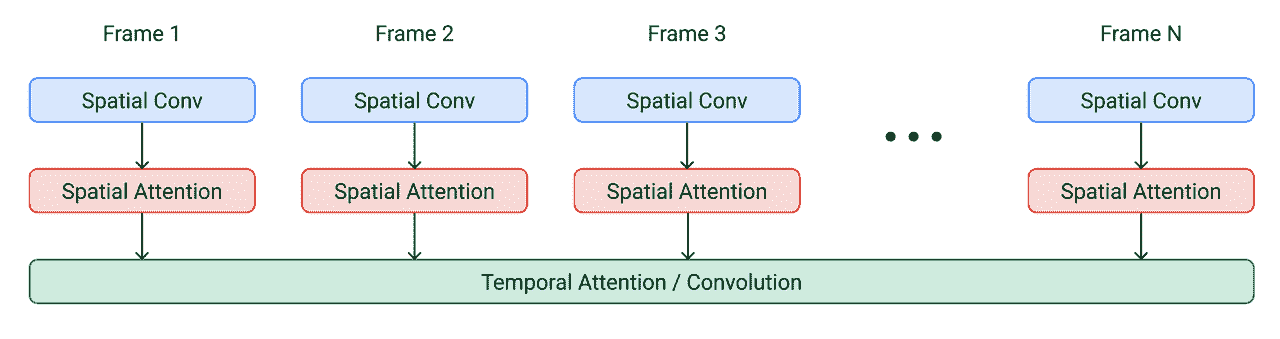 Frame 1 Frame 2 Frame 3 Frame N
Spatial Conv Spatial Conv Spatial Conv Spatial Conv
Spatial Attention Spatial Attention Spatial Attention Spatial Attention
Temporal Attention / Convolution